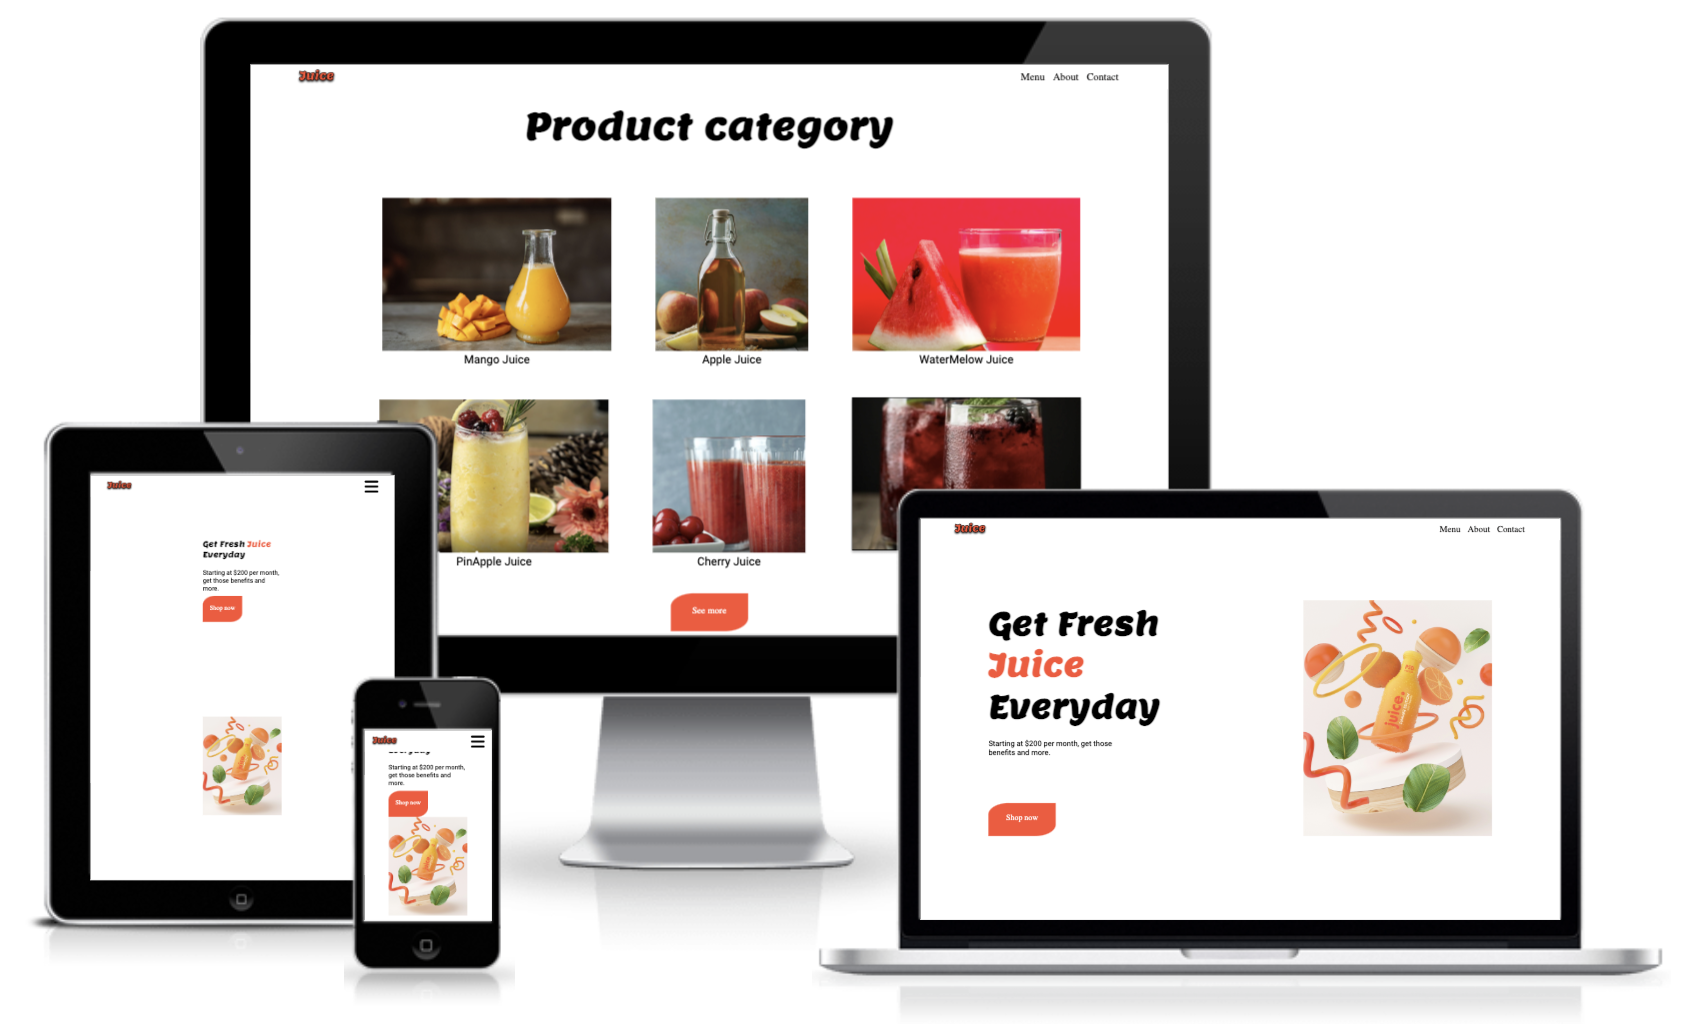 Juice
Menu About Contact
Product category
Mango Juice
Apple Juice
WaterMelow Juice
PinApple Juice
Cherry Juice
See more
Juice
Get Fresh Juice
Everyday
Starting at $200 per month,
get those benefits and
more.
Shop now
Juice
Everyday
Starting at $200 per month,
get those benefits and
more.
Shop now
Juice
Menu About Contact
Get Fresh
Juice
Everyday
Starting at $200 per month, get those
benefits and more.
Shop now
juice.